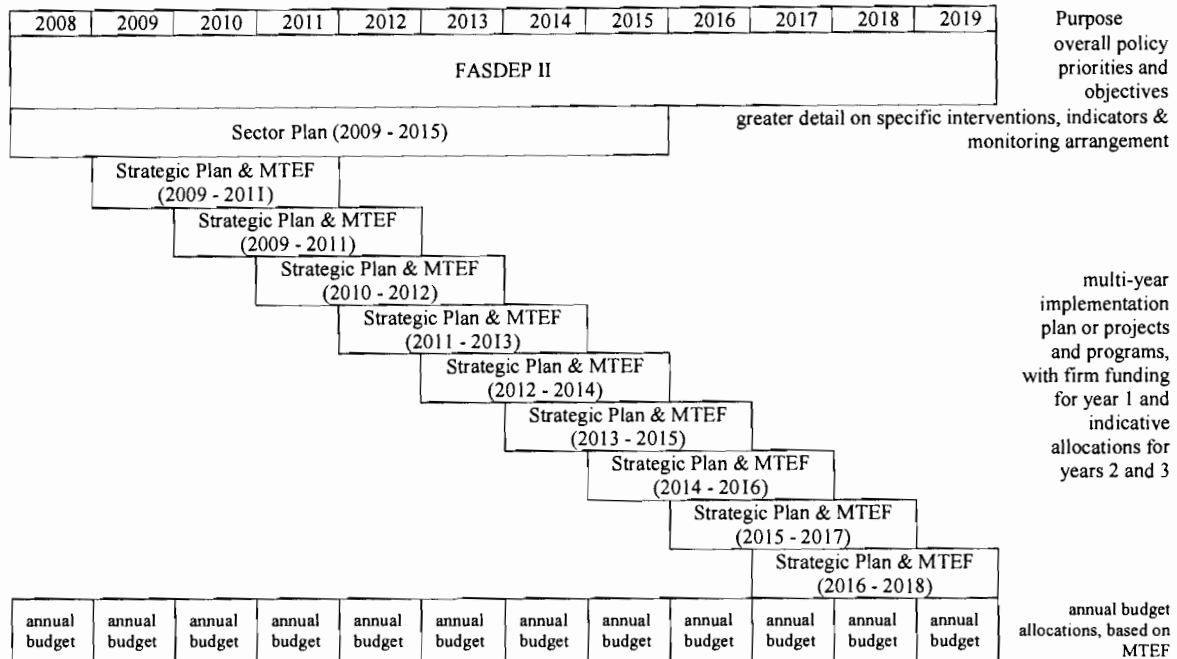 2008 2009 2010 2011 2012 2013 2014 2015 2016 2017 2018 2019 Purpose
FASDEP II
overall policy
priorities and
objectives
Sector Plan (2009 - 2015)
greater detail on specific interventions, indicators &
monitoring arrangement
Strategic Plan & MTEF
(2009 - 2011)
Strategic Plan & MTEF
(2009 - 2011)
Strategic Plan & MTEF
(2010 - 2012)
Strategic Plan & MTEF
(2011 - 2013)
Strategic Plan & MTEF
(2012 - 2014)
Strategic Plan & MTEF
(2013 - 2015)
Strategic Plan & MTEF
(2014 - 2016)
Strategic Plan & MTEF
(2015 - 2017)
Strategic Plan & MTEF
(2016 - 2018)
multi-year
implementation
plan or projects
and programs,
with firm funding
for year 1 and
indicative
allocations for
years 2 and 3
annual annual annual annual annual annual annual annual annual annual annual annual
budget budget budget budget budget budget budget budget budget budget budget budget
annual budget
allocations, based on
MTEF